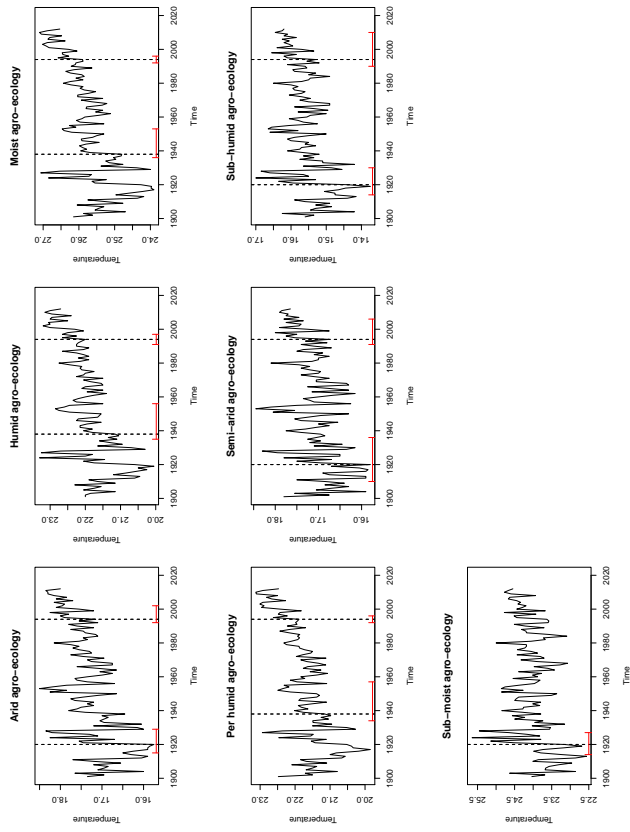 Arid agro−ecology
Temperature
16.0 17.0 18.0
1900 1920 1940 1960 1980 2000 2020
Time
Humid agro−ecology
Temperature
20.0 21.0 22.0 23.0
1900 1920 1940 1960 1980 2000 2020
Time
Moist agro−ecology
Temperature
24.0 25.0 26.0 27.0
1900 1920 1940 1960 1980 2000 2020
Time
Per humid agro−ecology
Temperature
20.0 21.0 22.0 23.0
1900 1920 1940 1960 1980 2000 2020
Time
Semi−arid agro−ecology
Temperature
16.0 17.0 18.0
1900 1920 1940 1960 1980 2000 2020
Time
Sub−humid agro−ecology
Temperature
14.0 15.0 16.0 17.0
1900 1920 1940 1960 1980 2000 2020
Time
Sub−moist agro−ecology
Temperature
22.5 23.5 24.5 25.5
1900 1920 1940 1960 1980 2000 2020
Time